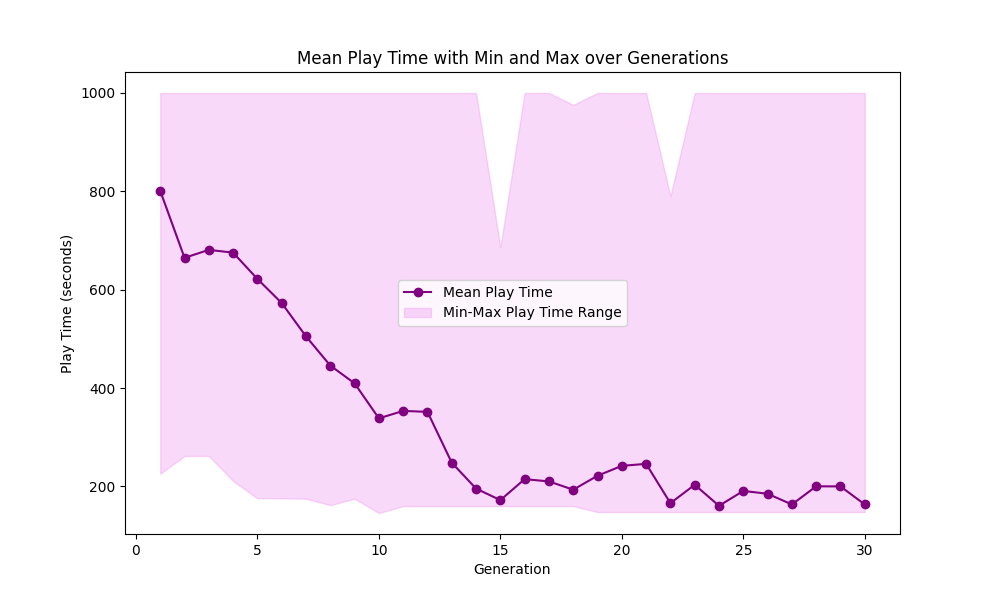 Mean Play Time with Min and Max over Generations
Play Time (seconds)
1000
800
600
400
200
Mean Play Time
Min-Max Play Time Range
0
5
10
15
20
25
30
Generation